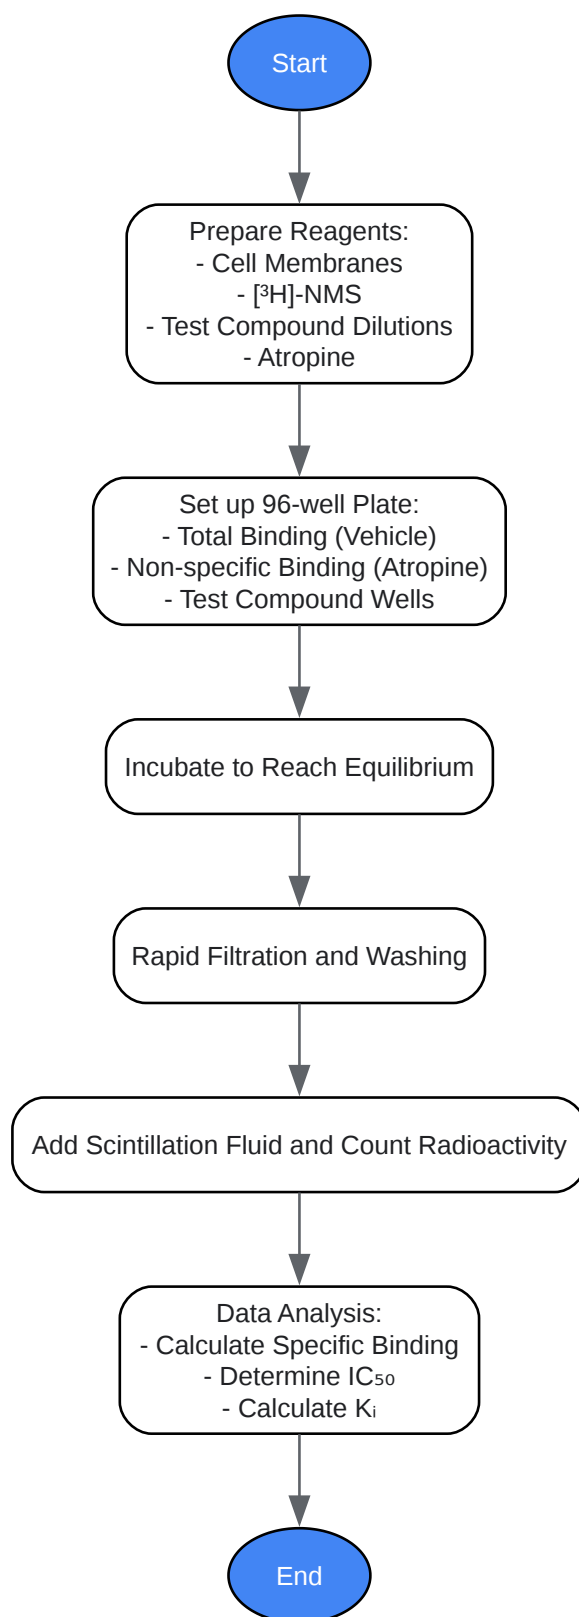 Start
Prepare Reagents:
- Cell Membranes
- [³H]-NMS
- Test Compound Dilutions
- Atropine
Set up 96-well Plate:
- Total Binding (Vehicle)
- Non-specific Binding (Atropine)
- Test Compound Wells
Incubate to Reach Equilibrium
Rapid Filtration and Washing
Add Scintillation Fluid and Count Radioactivity
Data Analysis:
- Calculate Specific Binding
- Determine IC₅₀
- Calculate Kᵢ
End